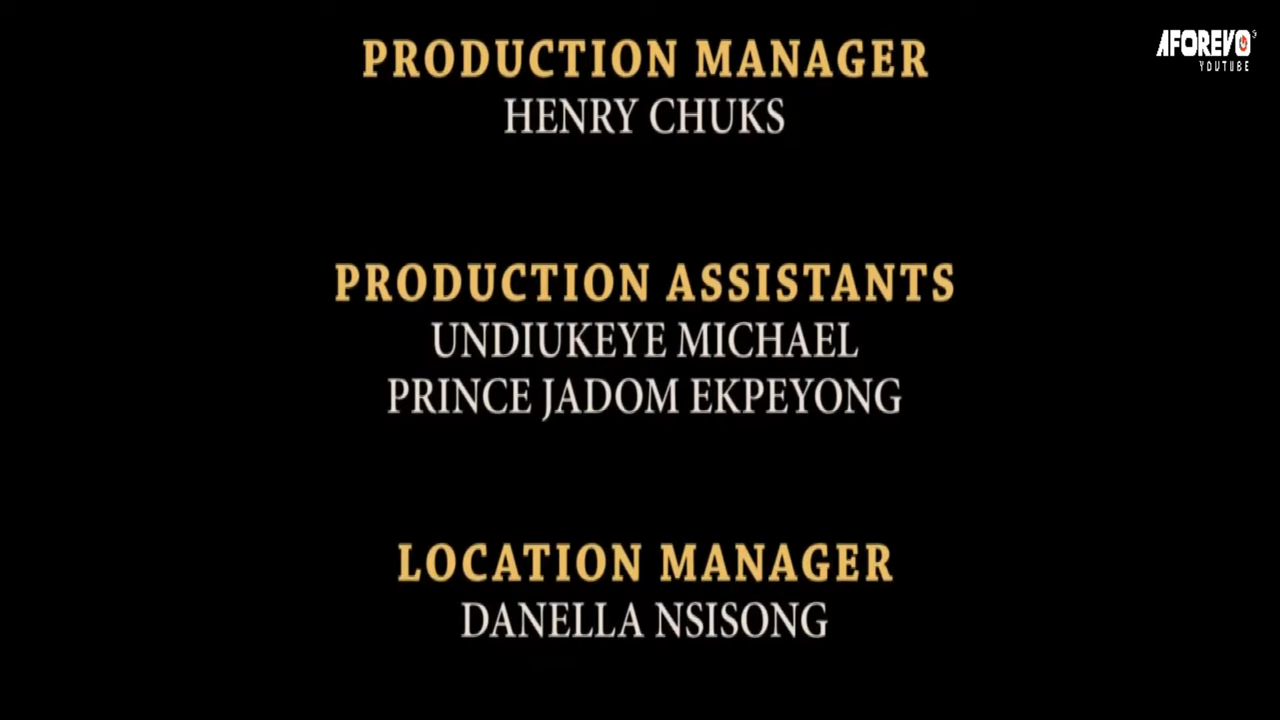 PRODUCTION MANAGER
HENRY CHUKS
PRODUCTION ASSISTANTS
UNDIUKEYE MICHAEL
PRINCE JADOM EKPEYONG
LOCATION MANAGER
DANELLA NSISONG
AFOREVO
YOUTUBE